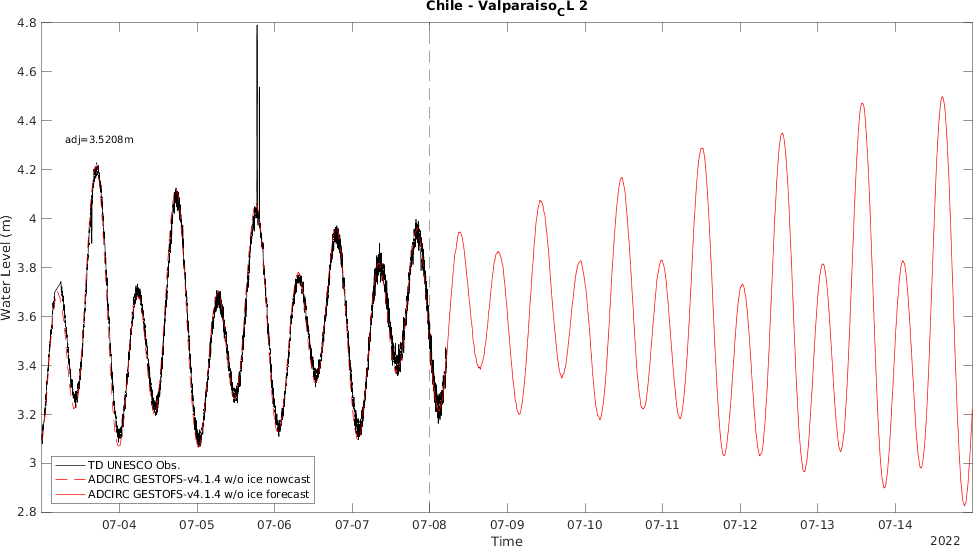 Chile - Valparaiso_CL 2
4.8
4.6
4.4
4.2
4
3.8
3.6
3.4
3.2
3
2.8
Water Level (m)
adj=3.5208m
TD UNESCO Obs.
ADCIRC GESTOFS-v4.1.4 w/o ice nowcast
ADCIRC GESTOFS-v4.1.4 w/o ice forecast
07-04 07-05 07-06 07-07 07-08 07-09 07-10 07-11 07-12 07-13 07-14
Time
2022